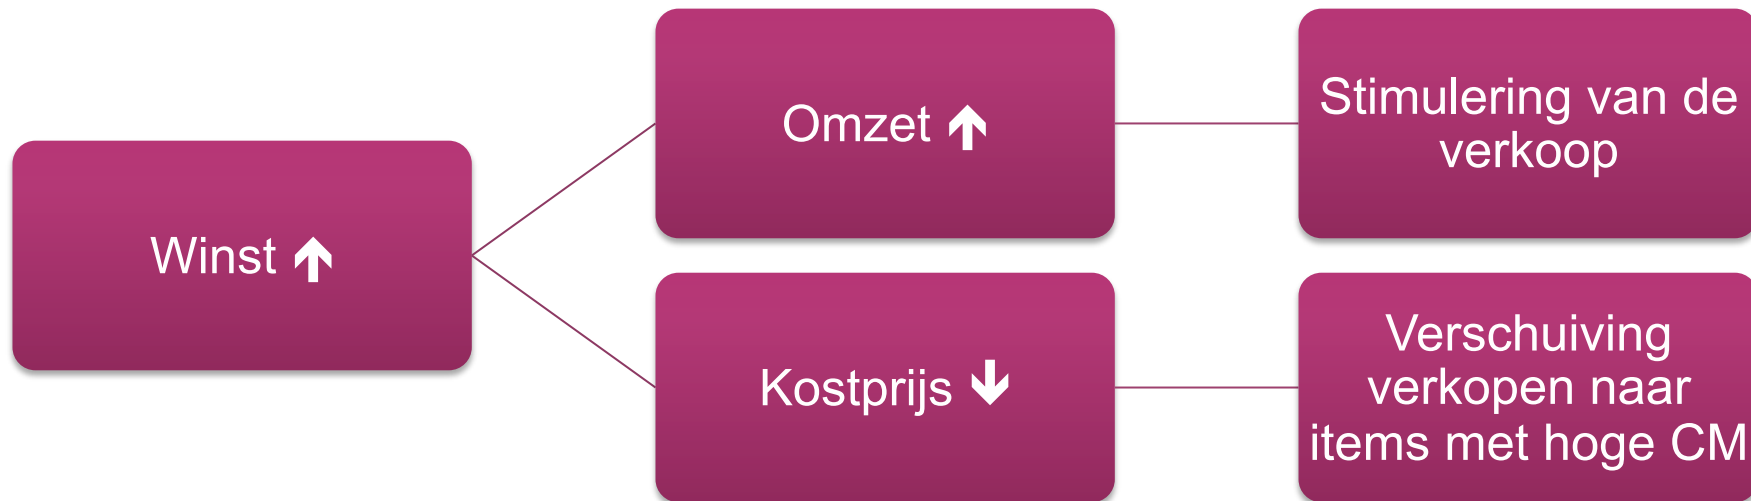 Winst 🡹
Omzet 🡹
Stimulering van de
verkoop
Kostprijs 🡻
Verschuiving
verkopen naar
items met hoge CM